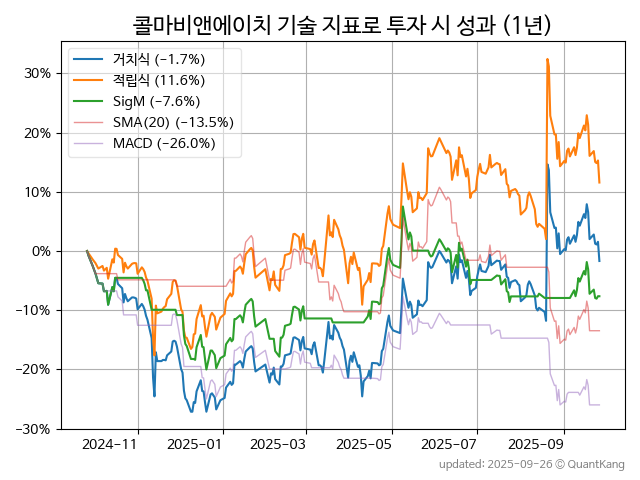 콜마비앤에이치 기술 지표로 투자 시 성과 (1년)
거치식 (−1.7%)
적립식 (11.6%)
SigM (−7.6%)
SMA(20) (−13.5%)
MACD (−26.0%)
30%
20%
10%
0%
−10%
−20%
−30%
2024-11 2025-01 2025-03 2025-05 2025-07 2025-09
updated: 2025-09-26 © QuantKang